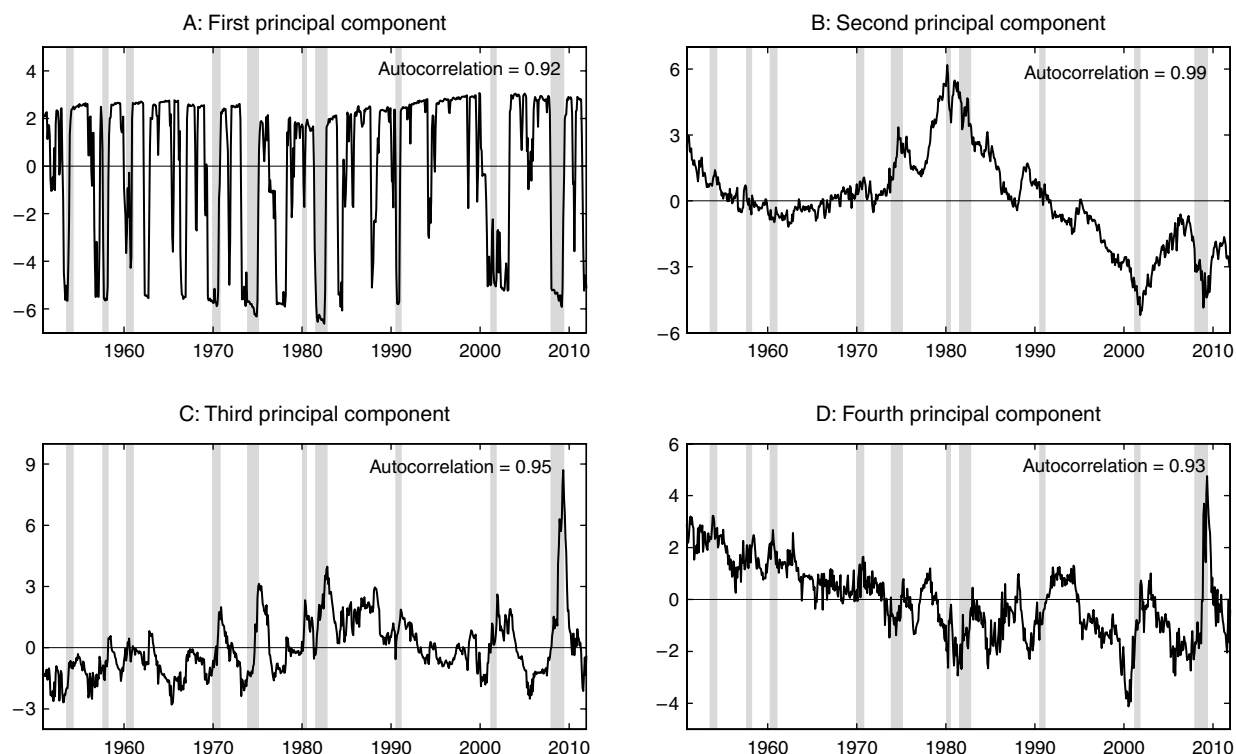 A: First principal component
Autocorrelation = 0.92
4
2
0
−2
−4
−6
1960 1970 1980 1990 2000 2010
B: Second principal component
Autocorrelation = 0.99
6
3
0
−3
−6
1960 1970 1980 1990 2000 2010
C: Third principal component
Autocorrelation = 0.95
9
6
3
0
−3
1960 1970 1980 1990 2000 2010
D: Fourth principal component
6
Autocorrelation = 0.93
4
2
0
−2
−4
1960 1970 1980 1990 2000 2010